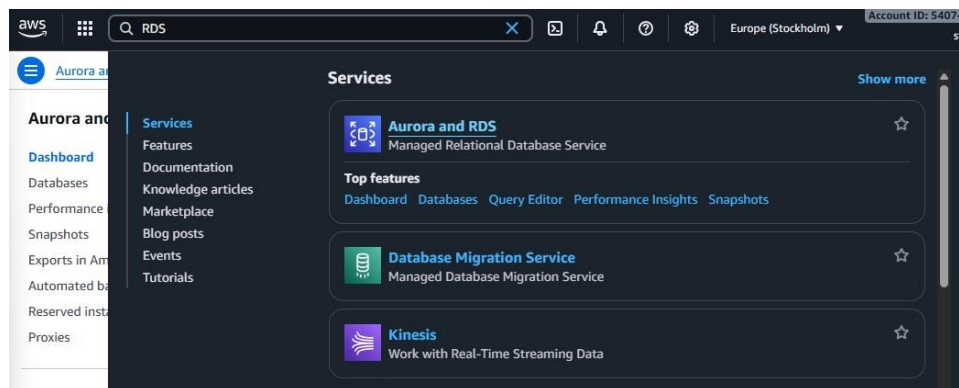 aws
RDS
Europe (Stockholm) ▼
Account ID: 5407-
Aurora an
Services
Show more
Aurora and
Dashboard
Databases
Performance i
Snapshots
Exports in Am
Automated ba
Reserved insta
Proxies
Services
Features
Documentation
Knowledge articles
Marketplace
Blog posts
Events
Tutorials
Aurora and RDS
Managed Relational Database Service
Top features
Dashboard Databases Query Editor Performance Insights Snapshots
Database Migration Service
Managed Database Migration Service
Kinesis
Work with Real-Time Streaming Data